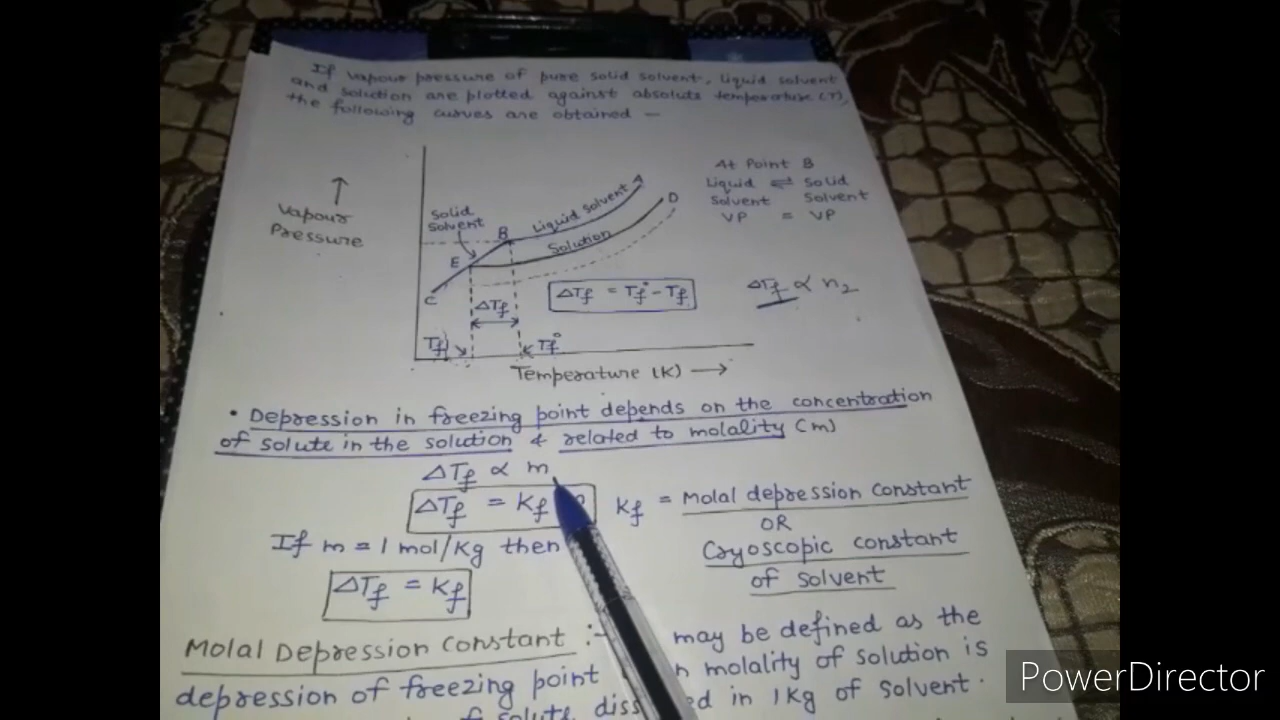 If vapour pressure of pure solid solvent, liquid solvent
and solution are plotted against absolute temperature (T),
the following curves are obtained —
Vapour
Pressure
Solid
Solvent
B
Liquid Solvent
A
D
Solution
E
C
ΔTf
ΔTf = Tf° - Tf
Tf
Tf°
Temperature (K) →
At Point B
Liquid ⇌ Solid
Solvent Solvent
VP = VP
ΔTf ∝ n₂
• Depression in freezing point depends on the concentration
of solute in the solution & related to molality (m)
ΔTf ∝ m
ΔTf = Kf
Kf = Molal depression constant
OR
Cryoscopic constant
of solvent
If m = 1 mol/kg then
ΔTf = Kf
MOLAL DEPRESSION CONSTANT :- may be defined as the
depression of freezing point molality of solution is
of solute in 1 Kg of solvent.
PowerDirector